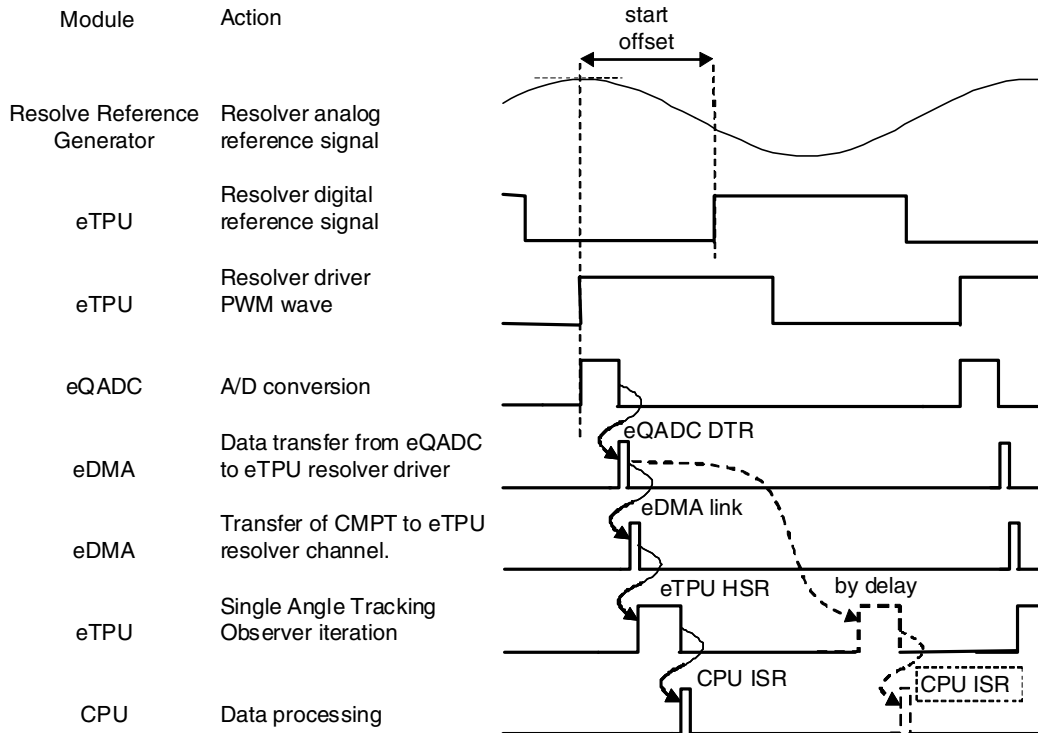 Module
Action
start
offset
Resolve Reference
Generator
Resolver analog
reference signal
eTPU
Resolver digital
reference signal
eTPU
Resolver driver
PWM wave
eQADC
A/D conversion
eQADC DTR
eDMA
Data transfer from eQADC
to eTPU resolver driver
eDMA link
eDMA
Transfer of CMPT to eTPU
resolver channel.
eTPU HSR
by delay
eTPU
Single Angle Tracking
Observer iteration
CPU ISR
CPU ISR
CPU
Data processing